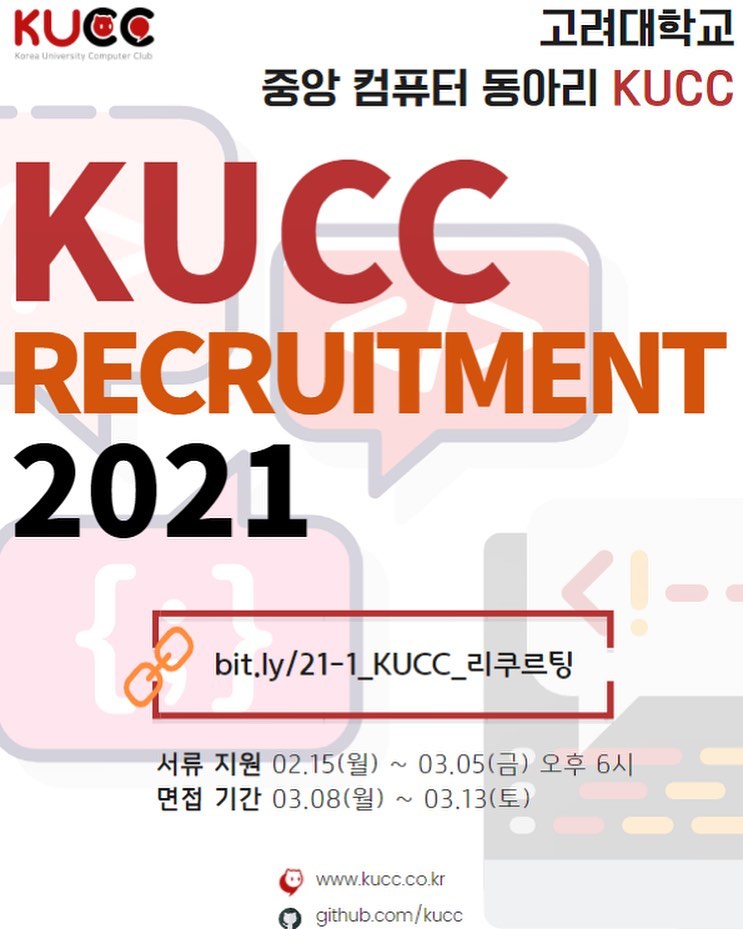 KUCC
Korea University Computer Club
고려대학교
중앙 컴퓨터 동아리 KUCC
KUCC
</>
RECRUITMENT
2021
{;}
<!--
bit.ly/21-1_KUCC_리쿠르팅
서류 지원 02.15(월) ~ 03.05(금) 오후 6시
면접 기간 03.08(월) ~ 03.13(토)
www.kucc.co.kr
github.com/kucc